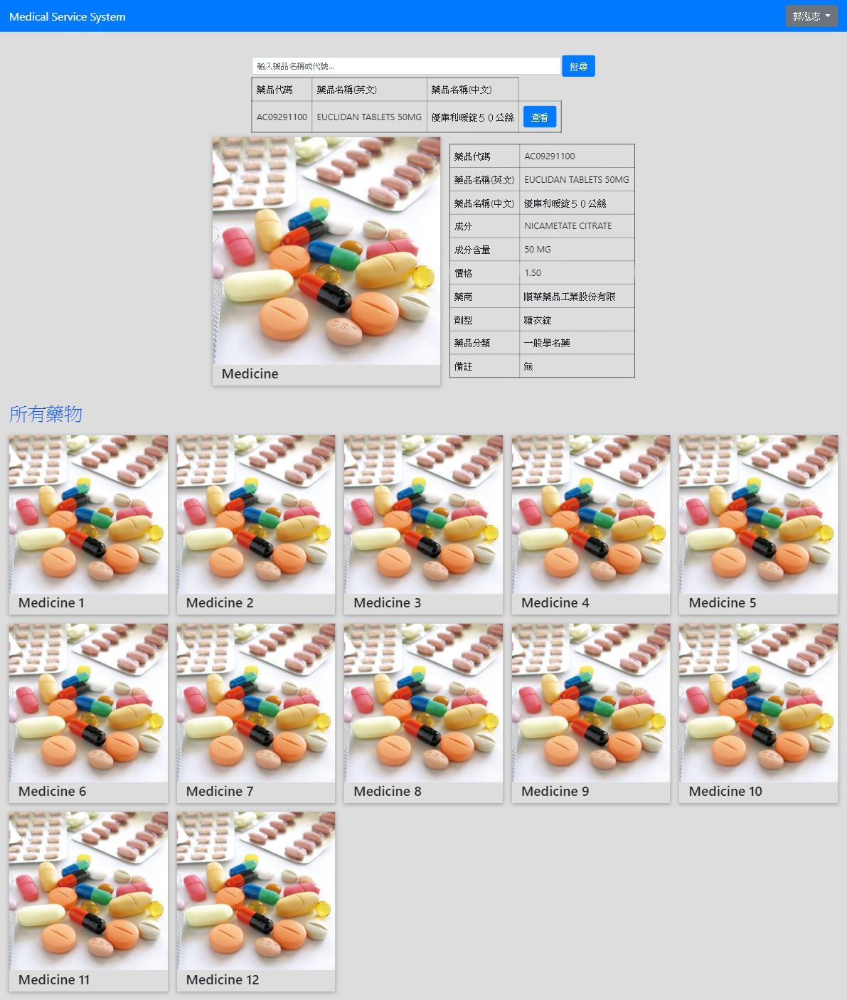 Medical Service System
郭泓志
輸入藥品名稱或代號...
搜尋
藥品代碼 藥品名稱(英文) 藥品名稱(中文)
AC09291100 EUCLIDAN TABLETS 50MG 優庫利暖錠５０公絲 查看
藥品代碼 AC09291100
藥品名稱(英文) EUCLIDAN TABLETS 50MG
藥品名稱(中文) 優庫利暖錠５０公絲
成分 NICAMETATE CITRATE
成分含量 50 MG
價格 1.50
藥商 順華藥品工業股份有限
劑型 糖衣錠
藥品分類 一般學名藥
備註 無
Medicine
所有藥物
Medicine 1
Medicine 2
Medicine 3
Medicine 4
Medicine 5
Medicine 6
Medicine 7
Medicine 8
Medicine 9
Medicine 10
Medicine 11
Medicine 12